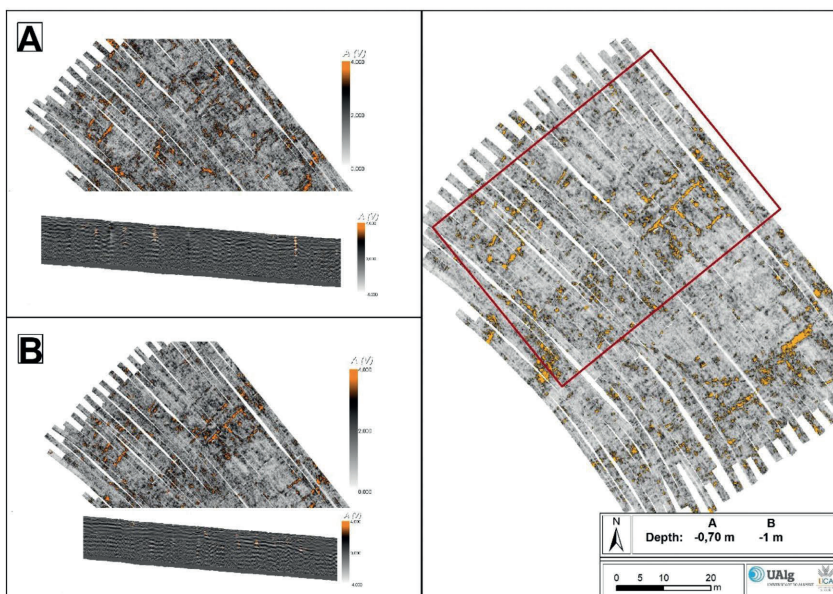 A
A (V)
4.000
2.000
0.000
A (V)
B
A (V)
4.000
2.000
0.000
A (V)
N
A B
Depth: -0,70 m -1 m
0 5 10 20
m
UAlg